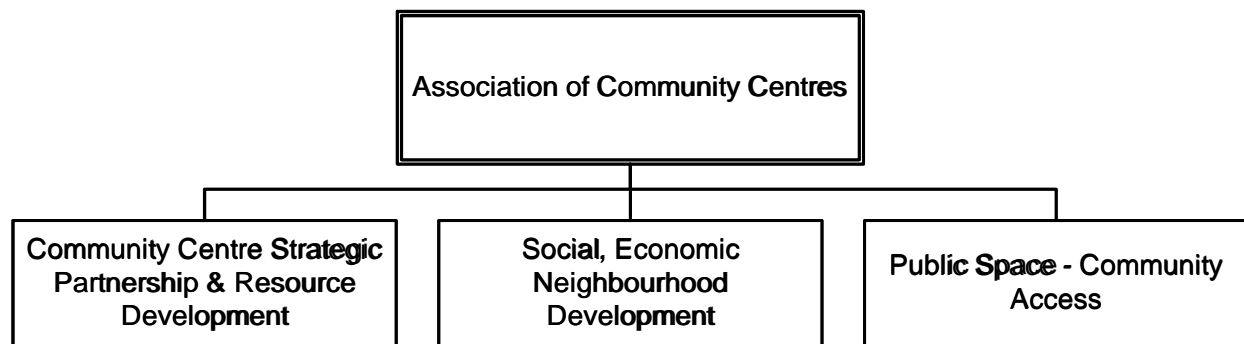 Association of Community Centres
Community Centre Strategic
Partnership & Resource
Development
Social, Economic
Neighbourhood
Development
Public Space - Community
Access